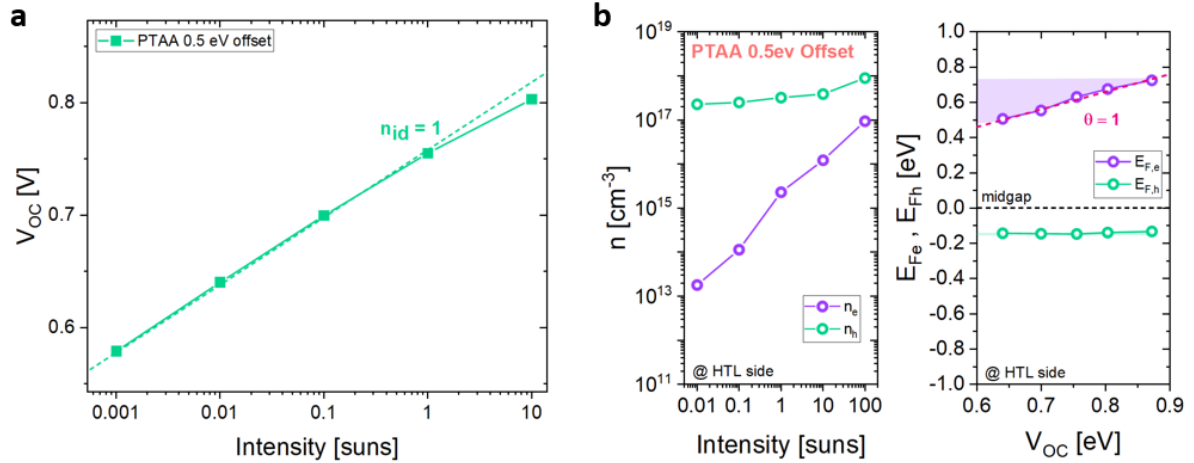 a
PTAA 0.5 eV offset
n_id = 1
V_OC [V]
0.8
0.7
0.6
0.001
0.01
0.1
1
10
Intensity [suns]
b
PTAA 0.5ev Offset
n [cm^-3]
10^19
10^17
10^15
10^13
10^11
n_e
n_h
@ HTL side
0.01
0.1
1
10
100
Intensity [suns]
E_Fe , E_Fh [eV]
1.0
0.8
0.6
0.4
0.2
0.0
-0.2
-0.4
-0.6
-0.8
-1.0
θ = 1
E_F,e
E_F,h
midgap
@ HTL side
0.6
0.7
0.8
0.9
V_OC [eV]